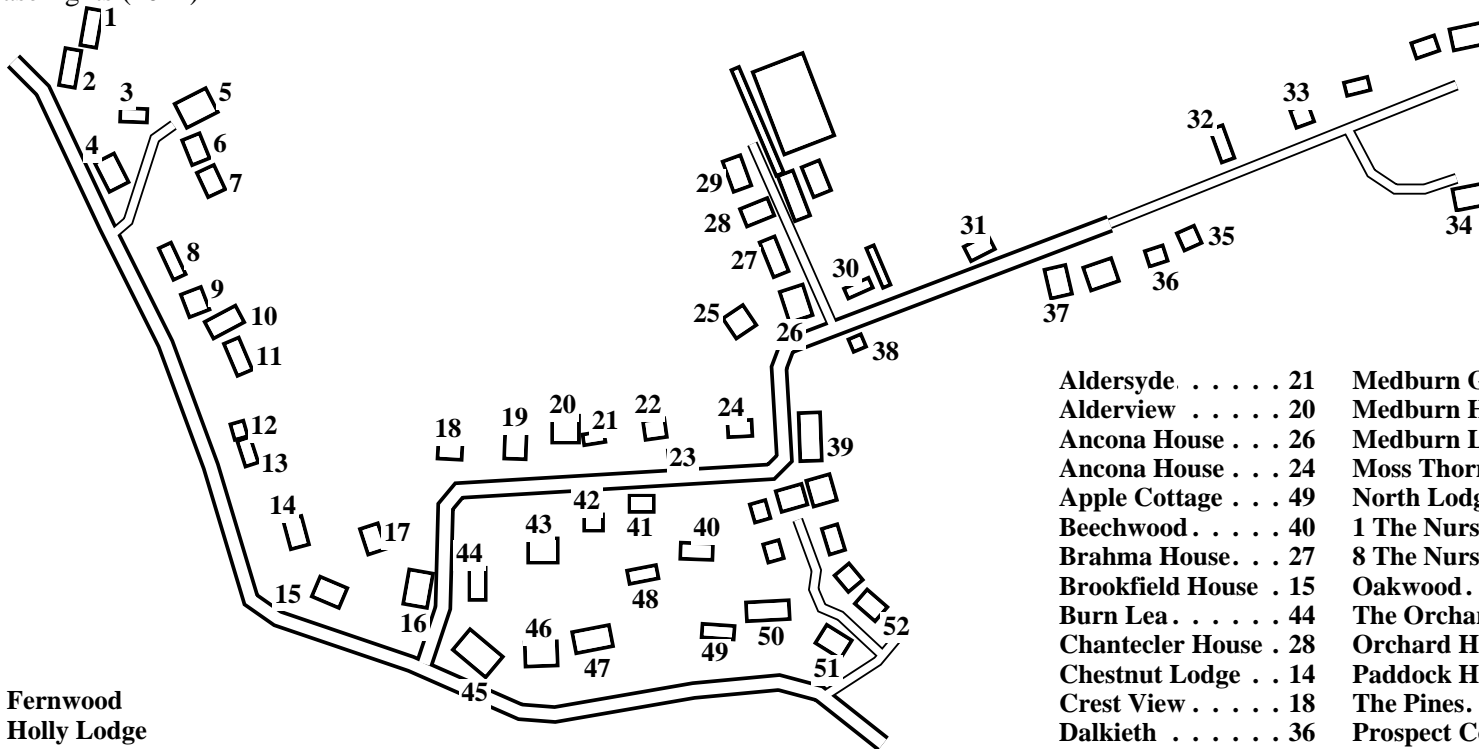 1
2
3
5
4
6
7
8
9
10
11
12
13
14
17
15
16
18
19
20
21
22
23
24
25
26
27
28
29
30
31
32
33
34
35
36
37
38
39
40
41
42
43
44
45
46
47
48
49
50
51
52
Fernwood
Holly Lodge
Aldersyde . . . . . . 21
Alderview . . . . . 20
Ancona House . . . 26
Ancona House . . . 24
Apple Cottage . . . 49
Beechwood . . . . . 40
Brahma House . . . 27
Brookfield House . 15
Burn Lea . . . . . . 44
Chantecler House . 28
Chestnut Lodge . . 14
Crest View . . . . . 18
Dalkieth . . . . . . 36
Medburn
Medburn
Medburn
Moss
North
1 The
8 The
Oakwood .
The
Orchard
Paddock
The Pines.
Prospect